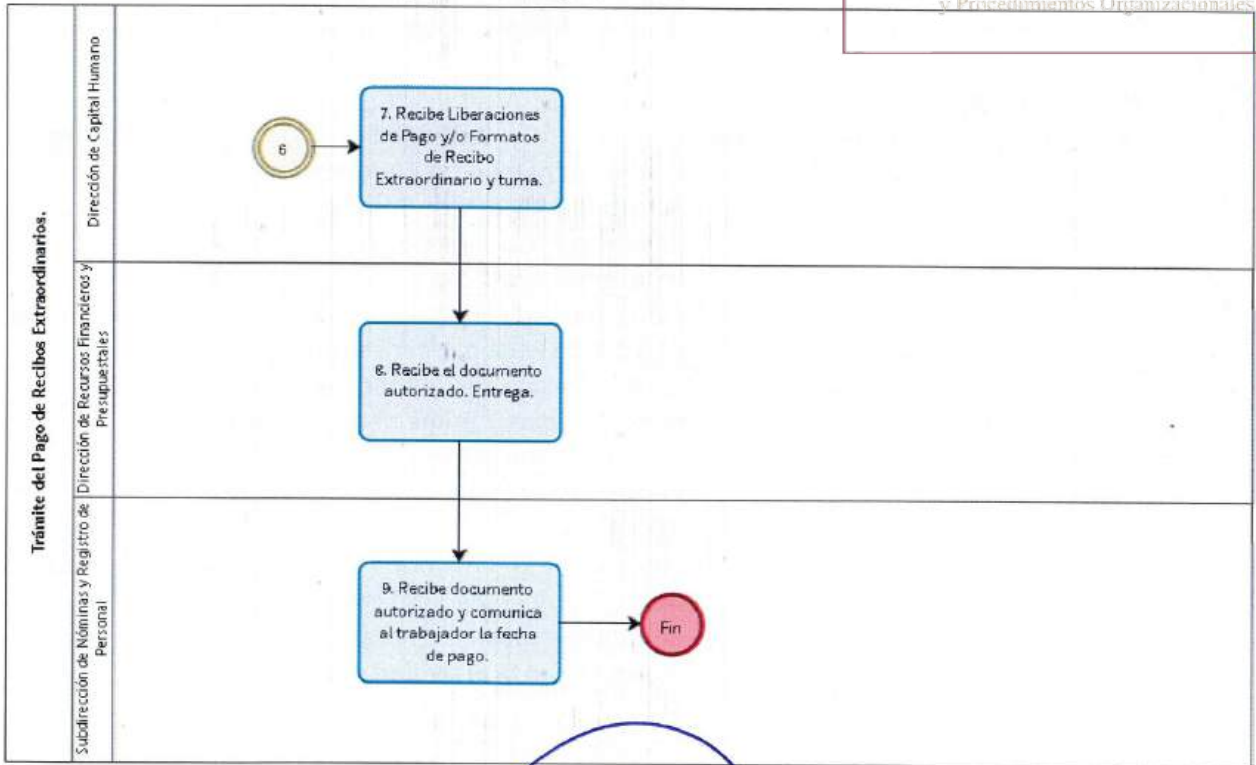 y Procedimientos Organizacionales
Trámite del Pago de Recibos Extraordinarios.
Dirección de Capital Humano
6
7. Recibe Liberaciones
de Pago y/o Formatos
de Recibo
Extraordinario y turna.
Dirección de Recursos Financieros y
Presupuestales
8. Recibe el documento
autorizado. Entrega.
Subdirección de Nóminas y Registro de
Personal
9. Recibe documento
autorizado y comunica
al trabajador la fecha
de pago.
Fin